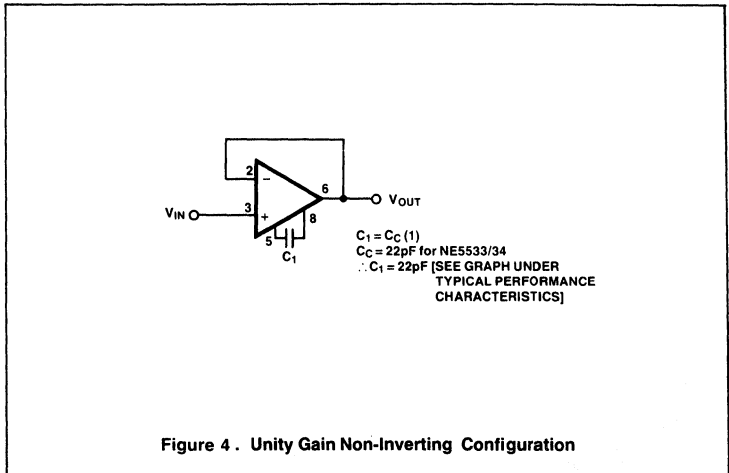 2
−
6
VOUT
VIN
3
+
8
5
C1
C1 = CC (1)
CC = 22pF for NE5533/34
∴C1 = 22pF [SEE GRAPH UNDER
TYPICAL PERFORMANCE
CHARACTERISTICS]
Figure 4 . Unity Gain Non-Inverting Configuration